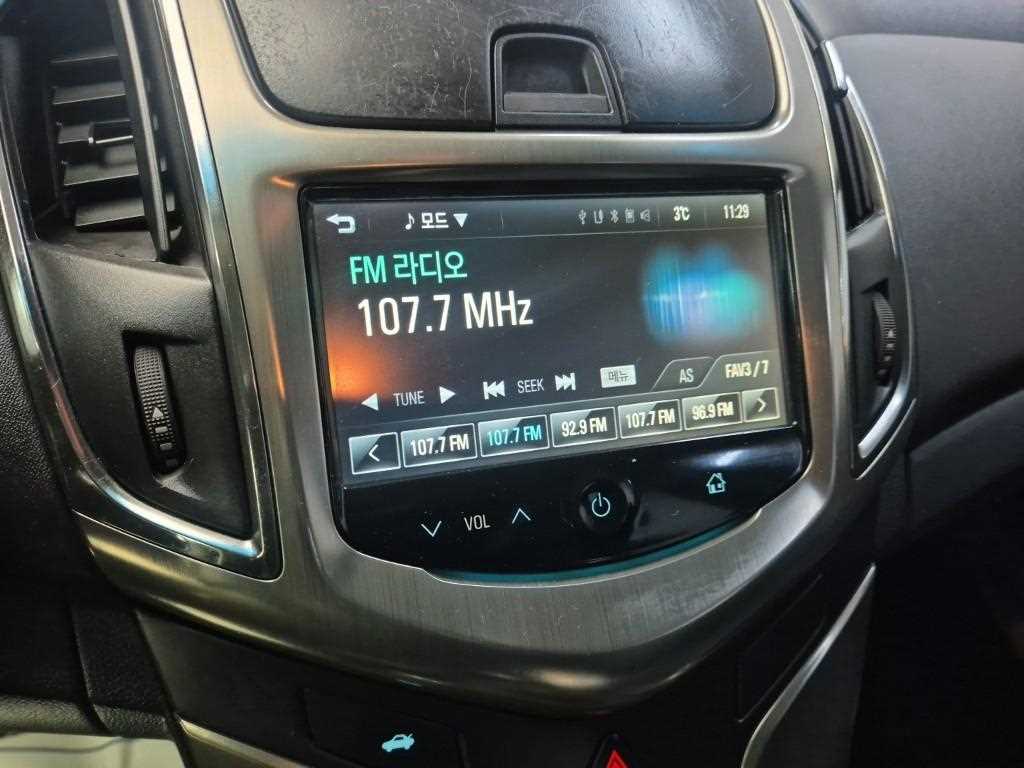 모드 3℃ 11:29
FM 라디오
107.7 MHz
TUNE SEEK 메뉴 AS FAV3 / 7
107.7 FM 107.7 FM 92.9 FM 107.7 FM 96.9 FM
VOL